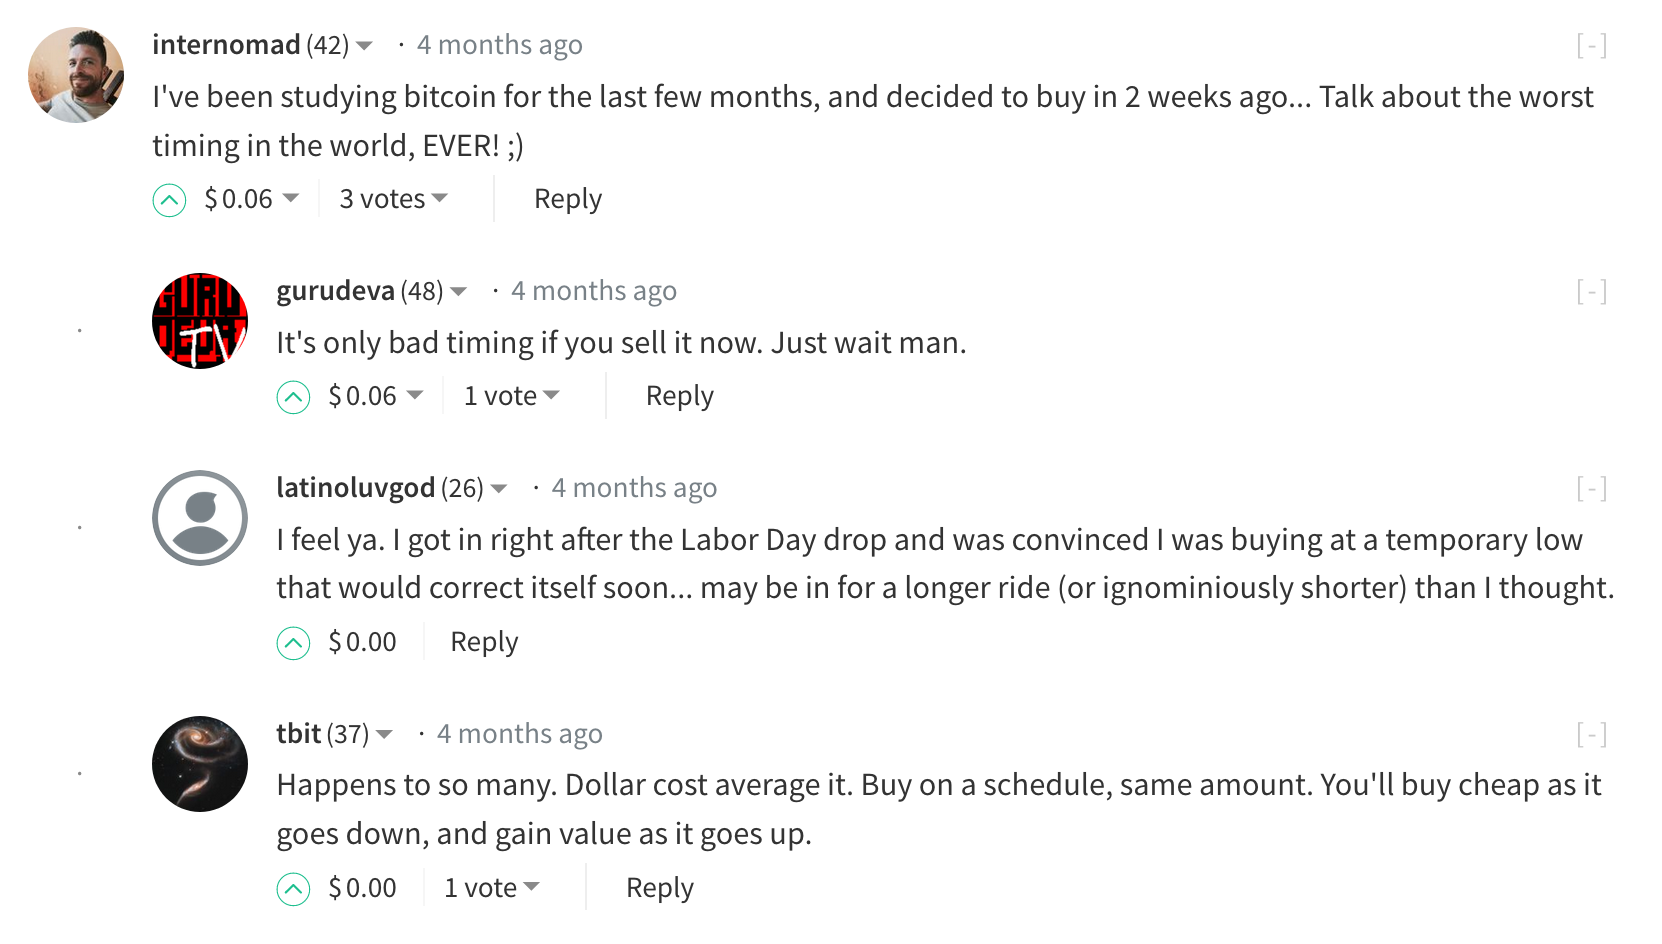 internomad (42) · 4 months ago [-]
I've been studying bitcoin for the last few months, and decided to buy in 2 weeks ago... Talk about the worst
timing in the world, EVER! ;)
$0.06 3 votes Reply
GURU
DEVA
TV
gurudeva (48) · 4 months ago [-]
It's only bad timing if you sell it now. Just wait man.
$0.06 1 vote Reply
latinoluvgod (26) · 4 months ago [-]
I feel ya. I got in right after the Labor Day drop and was convinced I was buying at a temporary low
that would correct itself soon... may be in for a longer ride (or ignominiously shorter) than I thought.
$0.00 Reply
tbit (37) · 4 months ago [-]
Happens to so many. Dollar cost average it. Buy on a schedule, same amount. You'll buy cheap as it
goes down, and gain value as it goes up.
$0.00 1 vote Reply